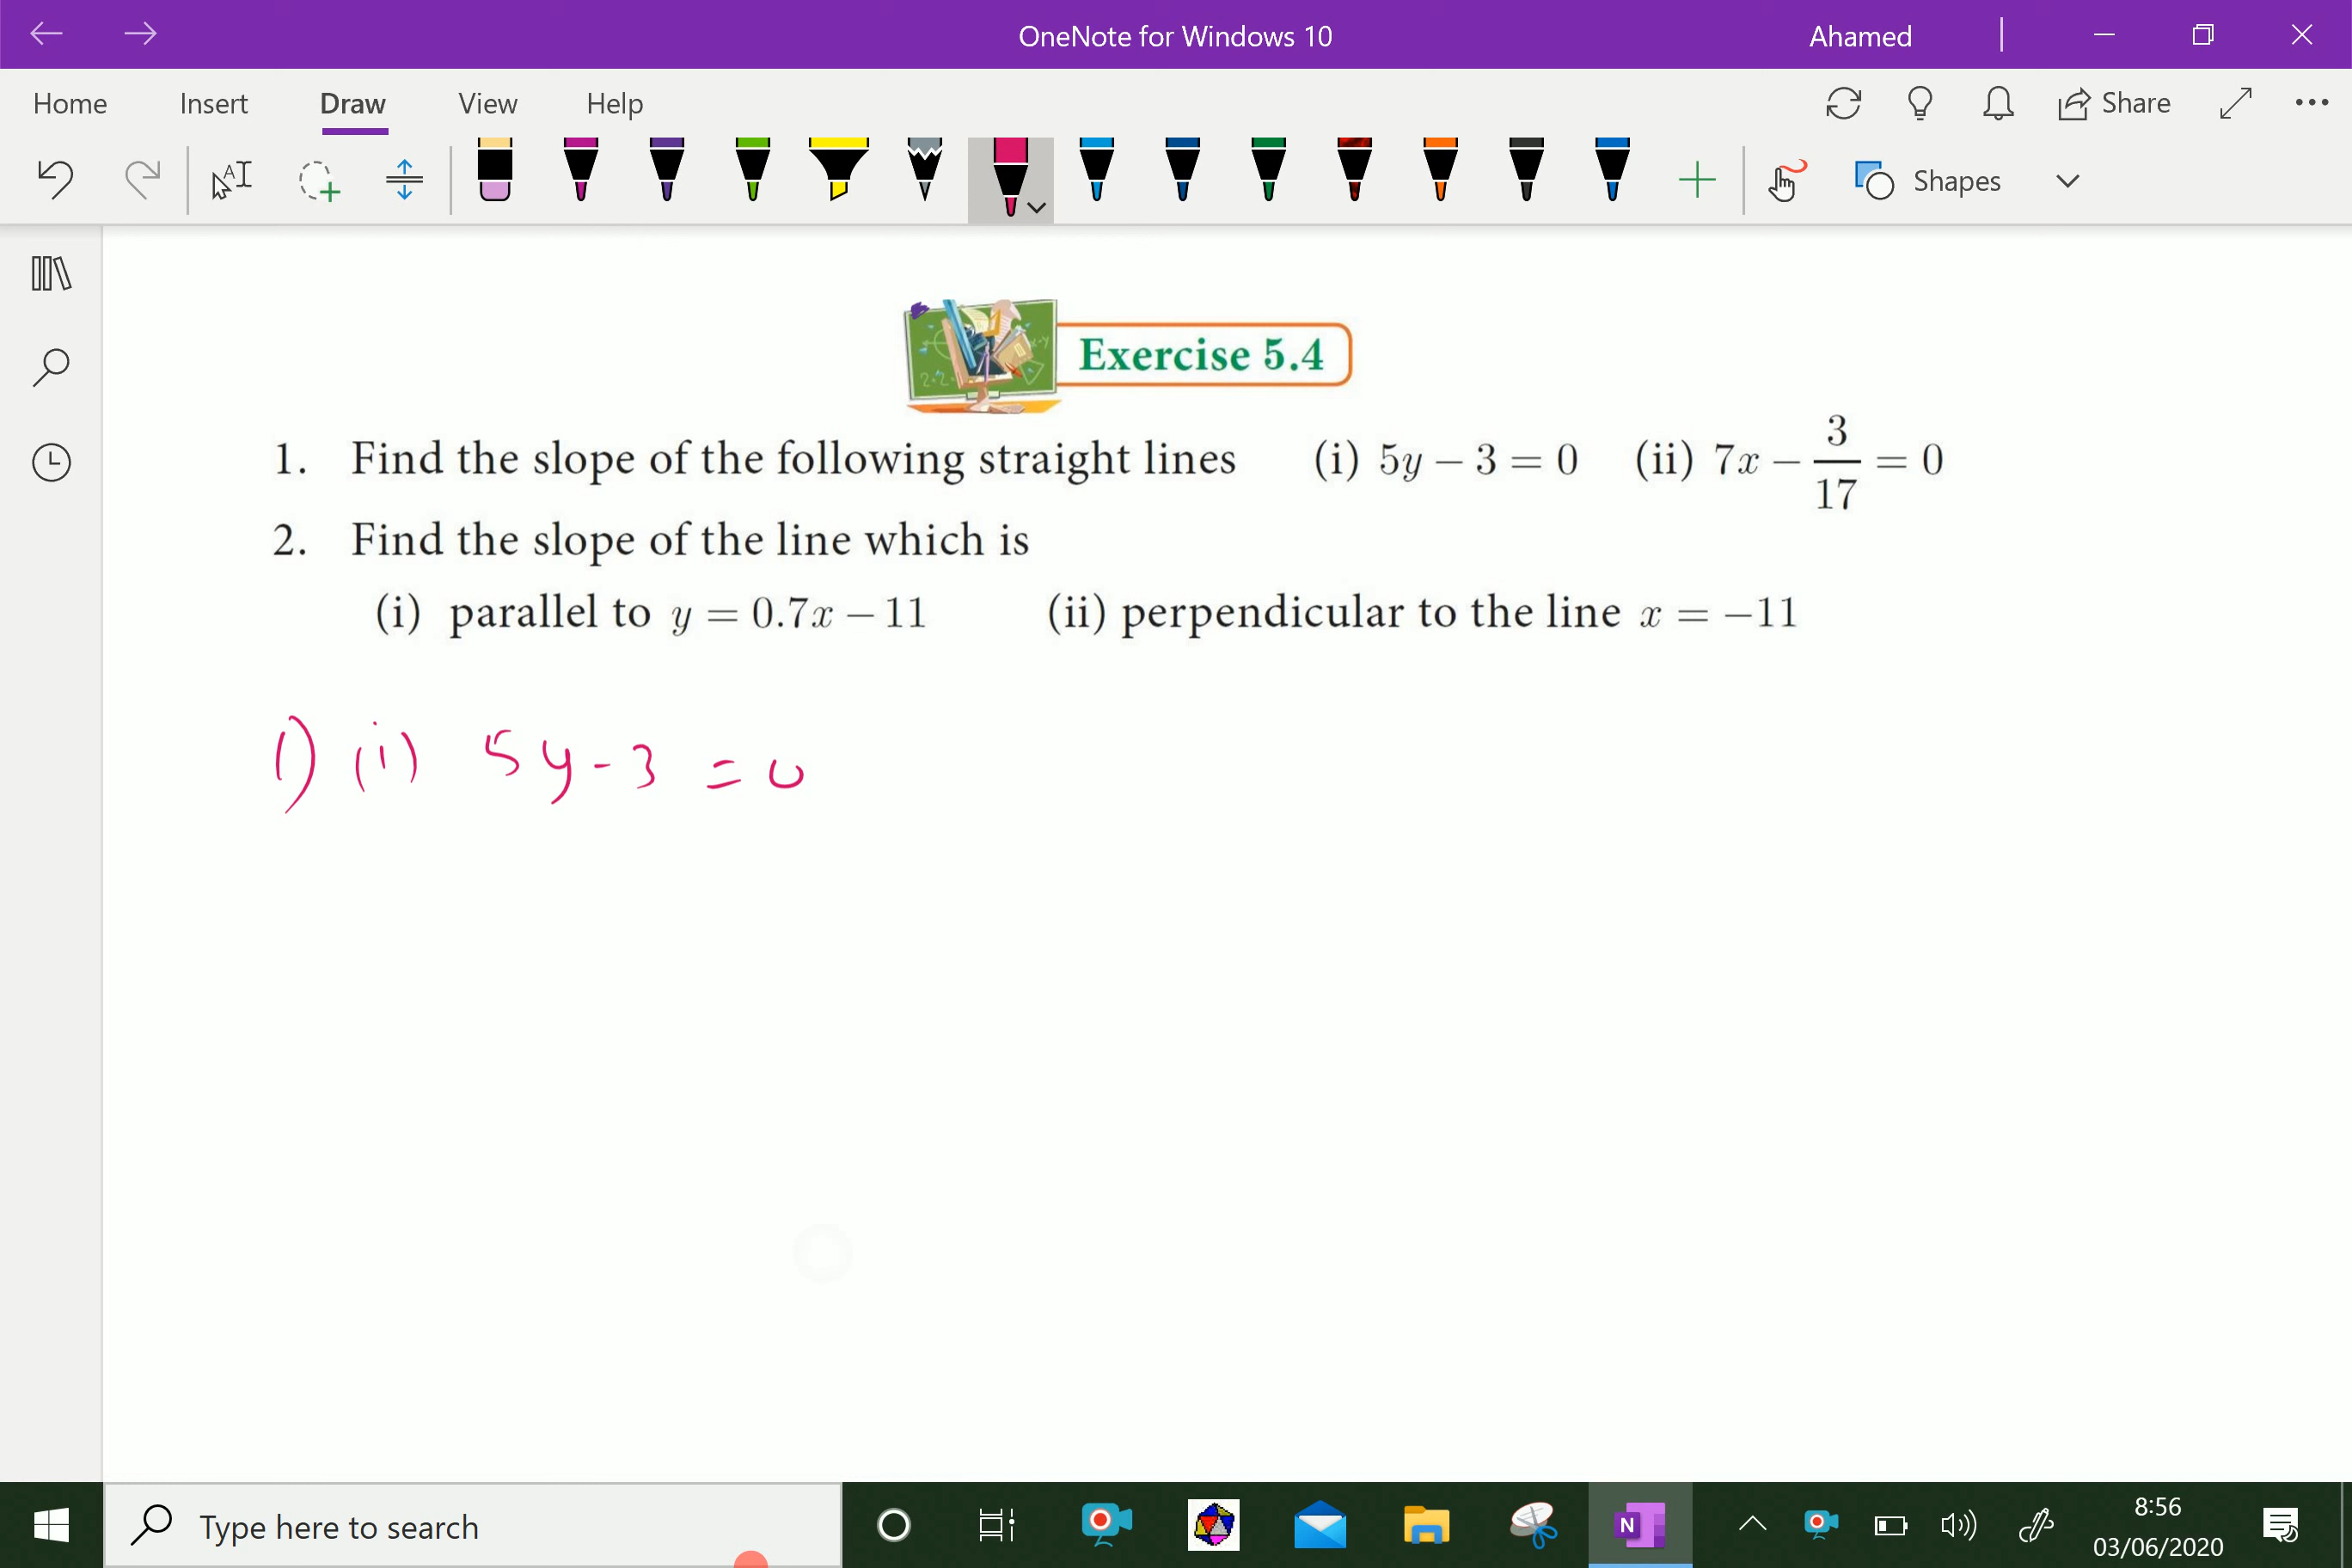 OneNote for Windows 10 Ahamed
Home Insert Draw View Help Share
Shapes
Exercise 5.4
1. Find the slope of the following straight lines (i) 5y − 3 = 0 (ii) 7x − 3/17 = 0
2. Find the slope of the line which is
(i) parallel to y = 0.7x − 11 (ii) perpendicular to the line x = −11
1) (i) 5y - 3 = 0
Type here to search
8:56
03/06/2020